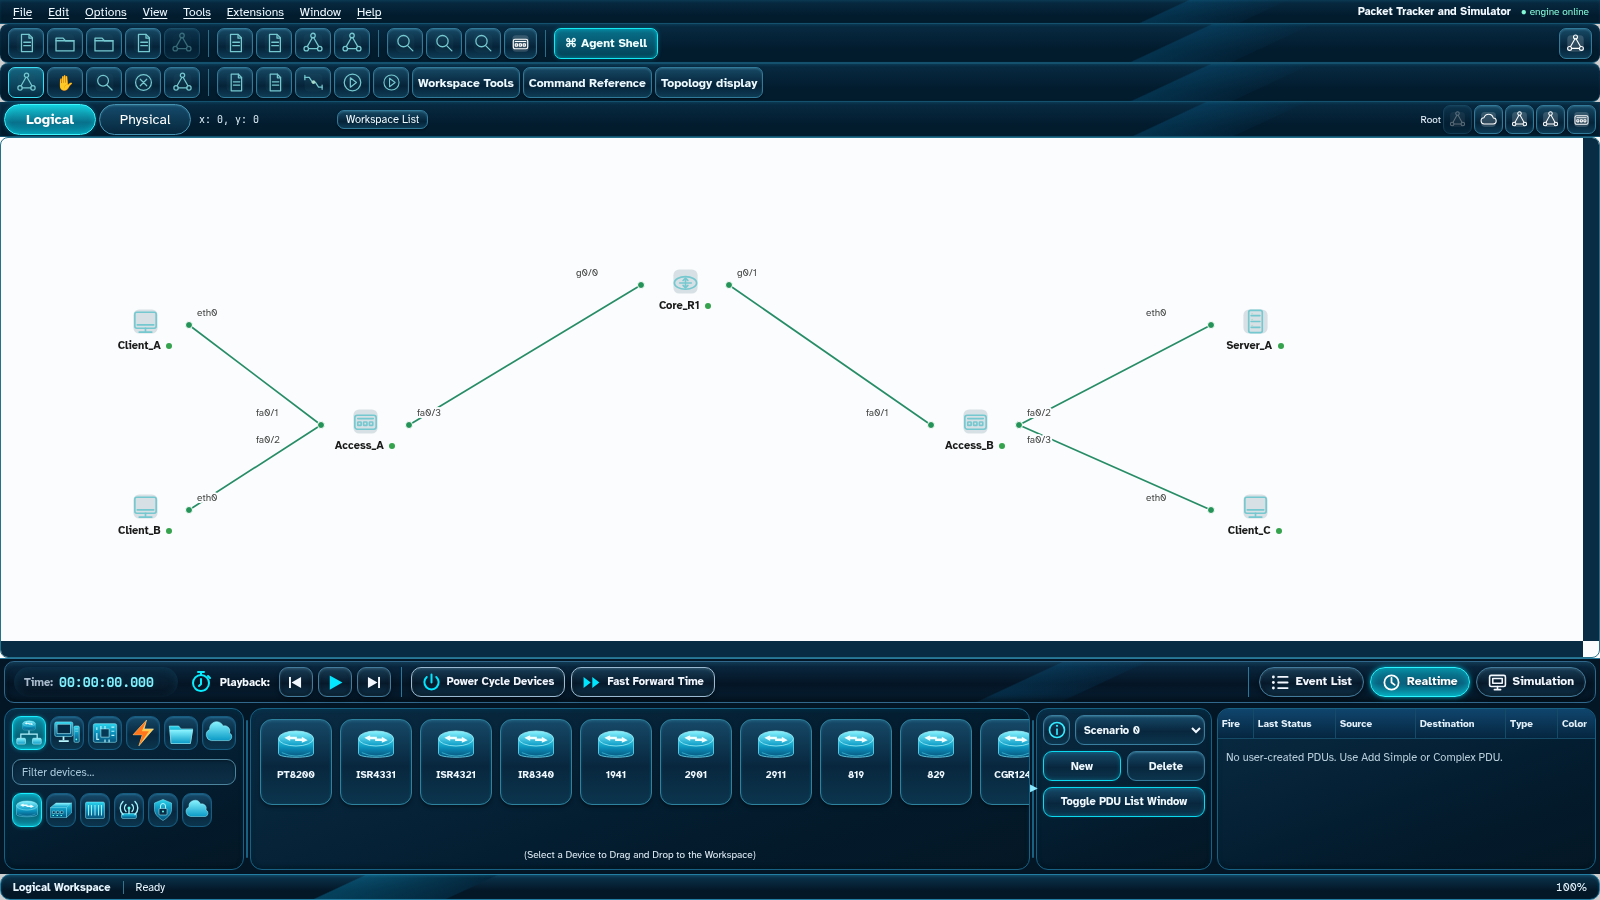 File Edit Options View Tools Extensions Window Help
Packet Tracker and Simulator ● engine online
⌘ Agent Shell
Workspace Tools Command Reference Topology display
Logical Physical x: 0, y: 0 Workspace List Root
g0/0 g0/1
Core_R1
eth0 eth0
Client_A Server_A
fa0/1 fa0/3 fa0/1 fa0/2
fa0/2 fa0/3
Access_A Access_B
eth0 eth0
Client_B Client_C
Time: 00:00:00.000 Playback: Power Cycle Devices Fast Forward Time Event List Realtime Simulation
Fire Last Status Source Destination Type Color
Scenario 0
No user-created PDUs. Use Add Simple or Complex PDU.
New Delete
Filter devices...
PT8200 ISR4331 ISR4321 IR8340 1941 2901 2911 819 829 CGR124
Toggle PDU List Window
(Select a Device to Drag and Drop to the Workspace)
Logical Workspace Ready 100%